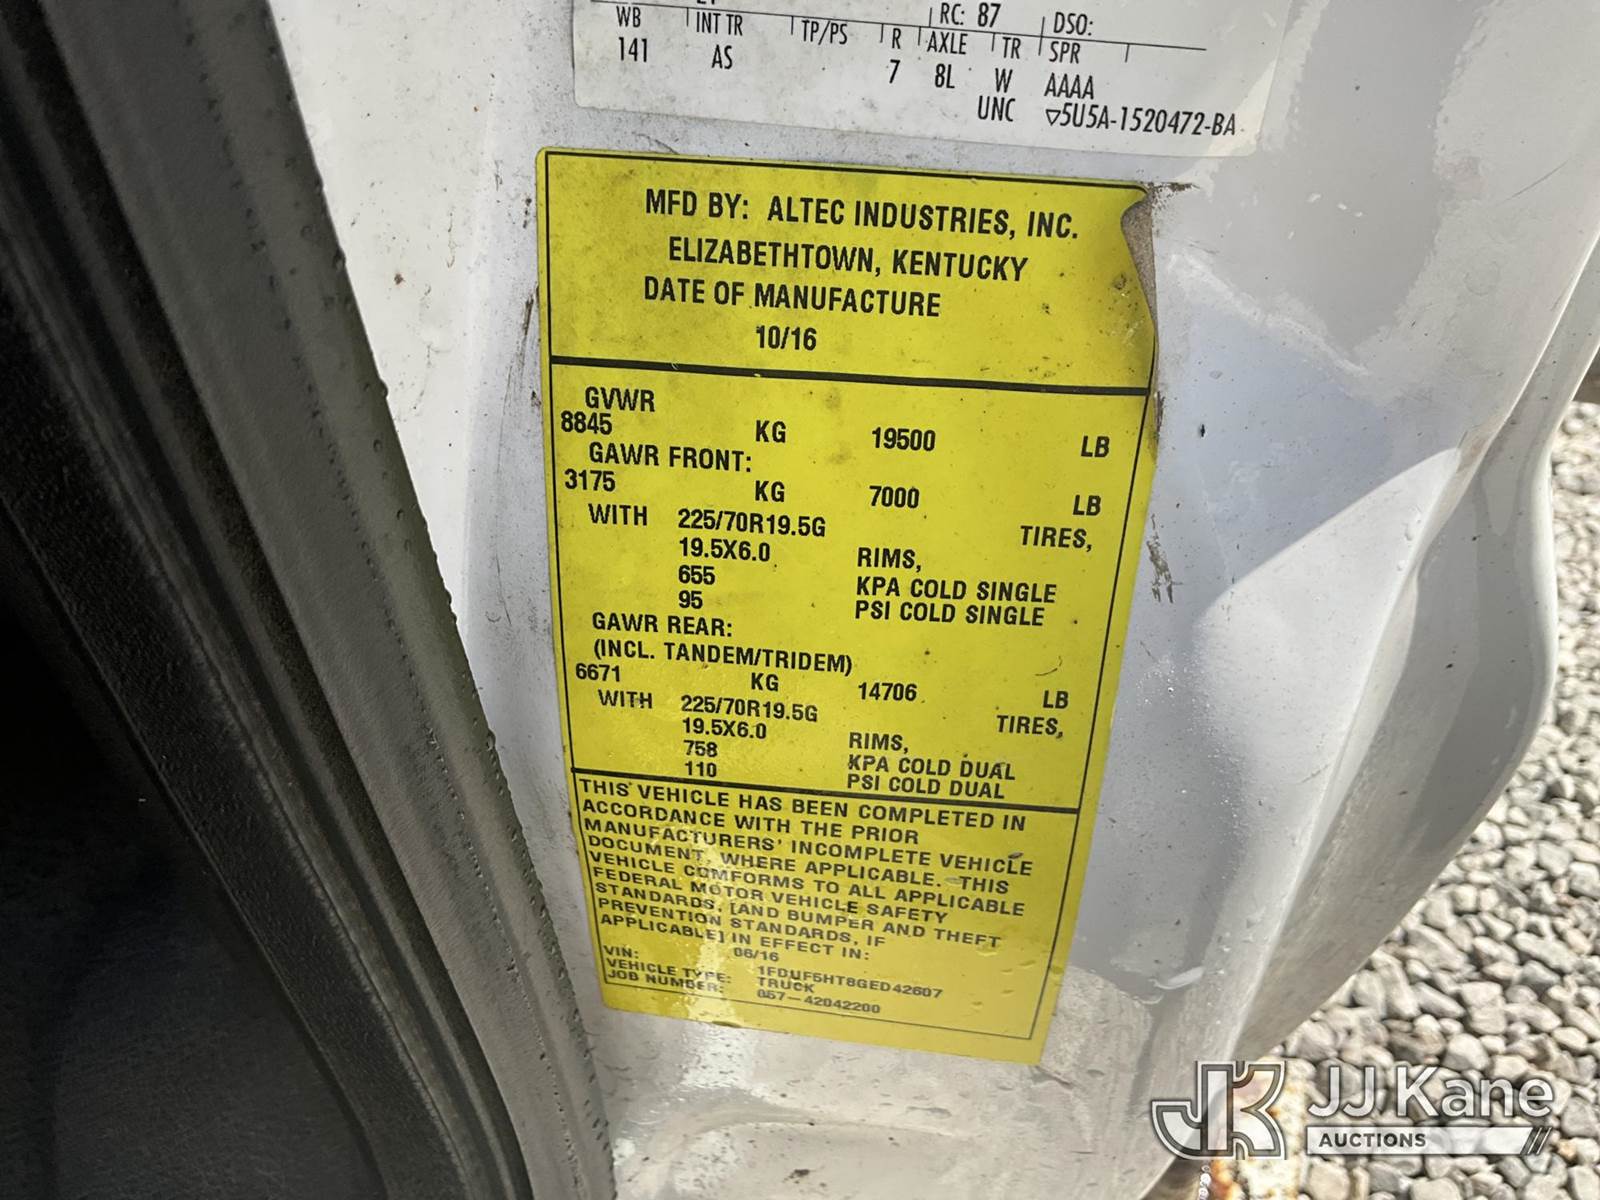 RC: 87 DSO:
WB INT TR TP/PS R AXLE TR SPR
141 AS 7 8L W AAAA
UNC ▽5U5A-1520472-BA
MFD BY: ALTEC INDUSTRIES, INC.
ELIZABETHTOWN, KENTUCKY
DATE OF MANUFACTURE
10/16
GVWR
8845 KG 19500 LB
GAWR FRONT:
3175 KG 7000 LB
WITH 225/70R19.5G TIRES,
19.5X6.0 RIMS,
655 KPA COLD SINGLE
95 PSI COLD SINGLE
GAWR REAR:
(INCL. TANDEM/TRIDEM)
6671 KG 14706 LB
WITH 225/70R19.5G TIRES,
19.5X6.0 RIMS,
758 KPA COLD DUAL
110 PSI COLD DUAL
THIS VEHICLE HAS BEEN COMPLETED IN
ACCORDANCE WITH THE PRIOR
MANUFACTURERS' INCOMPLETE VEHICLE
DOCUMENT, WHERE APPLICABLE. THIS
VEHICLE COMFORMS TO ALL APPLICABLE
FEDERAL MOTOR VEHICLE SAFETY
STANDARDS, [AND BUMPER AND THEFT
PREVENTION STANDARDS, IF
APPLICABLE] IN EFFECT IN:
06/16
VIN: 1FDUF5HT8GED42607
VEHICLE TYPE: TRUCK
JOB NUMBER: 057-42042200
JK JJ Kane
AUCTIONS